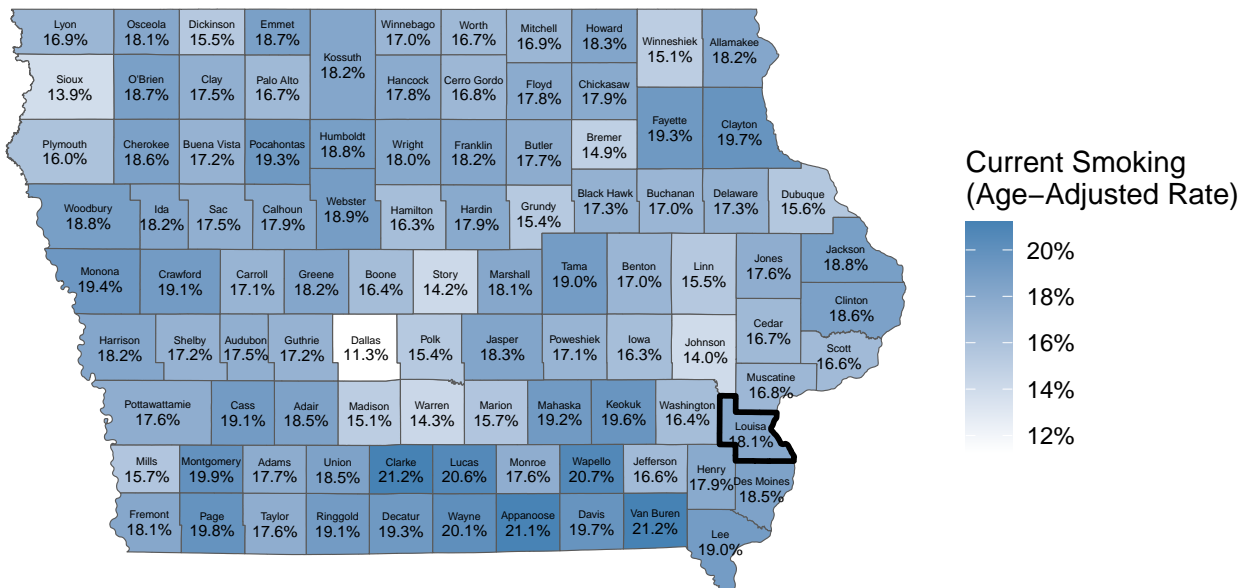 Lyon
16.9%
Osceola
18.1%
Dickinson
15.5%
Emmet
18.7%
Kossuth
18.2%
Winnebago
17.0%
Worth
16.7%
Mitchell
16.9%
Howard
18.3%
Winneshiek
15.1%
Allamakee
18.2%
Sioux
13.9%
O'Brien
18.7%
Clay
17.5%
Palo Alto
16.7%
Hancock
17.8%
Cerro Gordo
16.8%
Floyd
17.8%
Chickasaw
17.9%
Fayette
19.3%
Clayton
19.7%
Plymouth
16.0%
Cherokee
18.6%
Buena Vista
17.2%
Pocahontas
19.3%
Humboldt
18.8%
Wright
18.0%
Franklin
18.2%
Butler
17.7%
Bremer
14.9%
Woodbury
18.8%
Ida
18.2%
Sac
17.5%
Calhoun
17.9%
Webster
18.9%
Hamilton
16.3%
Hardin
17.9%
Grundy
15.4%
Black Hawk
17.3%
Buchanan
17.0%
Delaware
17.3%
Dubuque
15.6%
Monona
19.4%
Crawford
19.1%
Carroll
17.1%
Greene
18.2%
Boone
16.4%
Story
14.2%
Marshall
18.1%
Tama
19.0%
Benton
17.0%
Linn
15.5%
Jones
17.6%
Jackson
18.8%
Clinton
18.6%
Harrison
18.2%
Shelby
17.2%
Audubon
17.5%
Guthrie
17.2%
Dallas
11.3%
Polk
15.4%
Jasper
18.3%
Poweshiek
17.1%
Iowa
16.3%
Johnson
14.0%
Cedar
16.7%
Scott
16.6%
Muscatine
16.8%
Pottawattamie
17.6%
Cass
19.1%
Adair
18.5%
Madison
15.1%
Warren
14.3%
Marion
15.7%
Mahaska
19.2%
Keokuk
19.6%
Washington
16.4%
Louisa
18.1%
Mills
15.7%
Montgomery
19.9%
Adams
17.7%
Union
18.5%
Clarke
21.2%
Lucas
20.6%
Monroe
17.6%
Wapello
20.7%
Jefferson
16.6%
Henry
17.9%
Des Moines
18.5%
Fremont
18.1%
Page
19.8%
Taylor
17.6%
Ringgold
19.1%
Decatur
19.3%
Wayne
20.1%
Appanoose
21.1%
Davis
19.7%
Van Buren
21.2%
Lee
19.0%
Current Smoking
(Age−Adjusted Rate)
20%
18%
16%
14%
12%